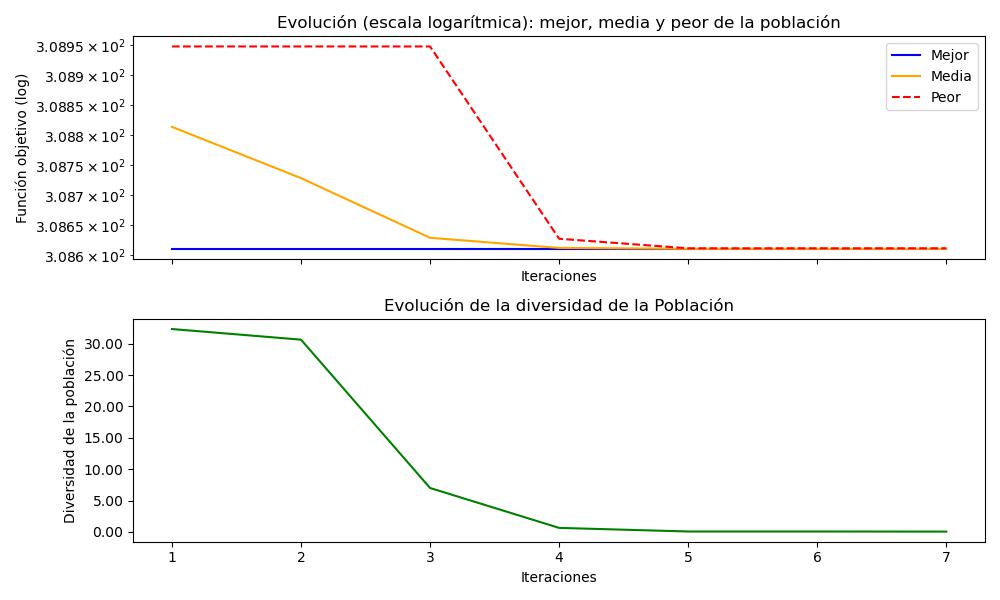 Evolución (escala logarítmica): mejor, media y peor de la población
Función objetivo (log)
3.0895 × 10²
3.089 × 10²
3.0885 × 10²
3.088 × 10²
3.0875 × 10²
3.087 × 10²
3.0865 × 10²
3.086 × 10²
Mejor
Media
Peor
Iteraciones
Evolución de la diversidad de la Población
Diversidad de la población
30.00
25.00
20.00
15.00
10.00
5.00
0.00
1 2 3 4 5 6 7
Iteraciones